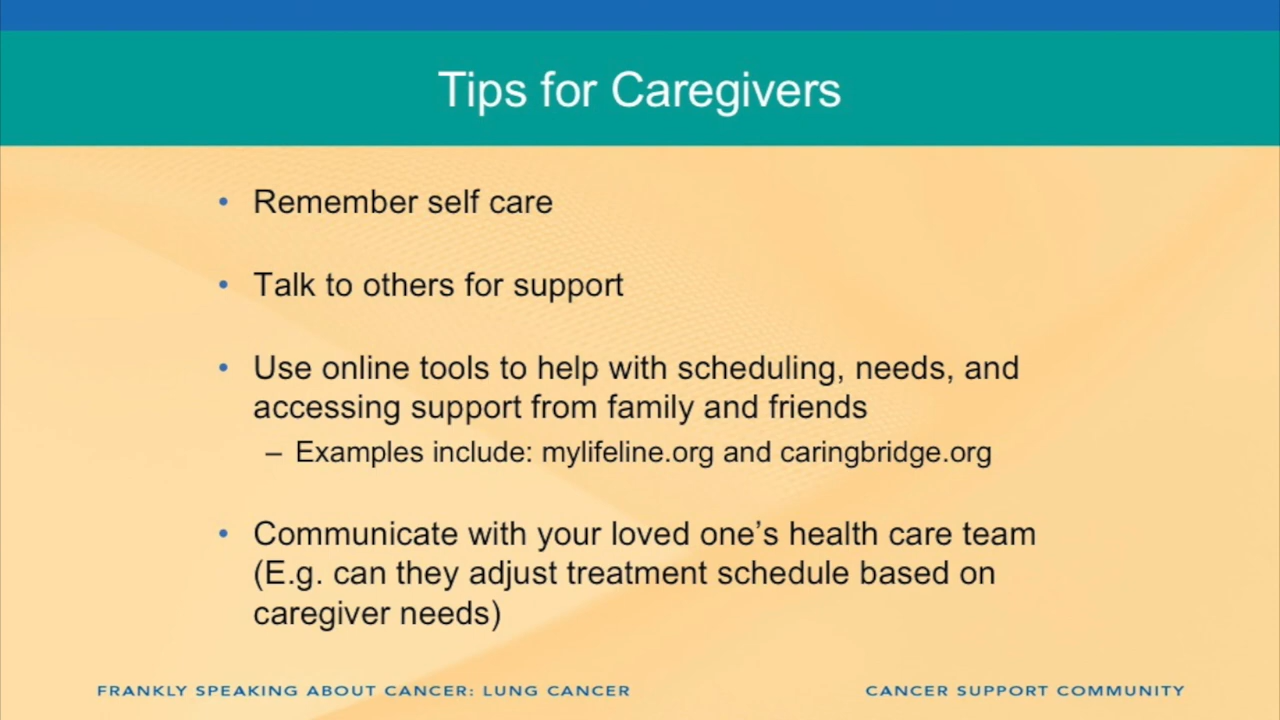 Tips for Caregivers
• Remember self care
• Talk to others for support
• Use online tools to help with scheduling, needs, and
accessing support from family and friends
– Examples include: mylifeline.org and caringbridge.org
• Communicate with your loved one’s health care team
(E.g. can they adjust treatment schedule based on
caregiver needs)
FRANKLY SPEAKING ABOUT CANCER: LUNG CANCER
CANCER SUPPORT COMMUNITY